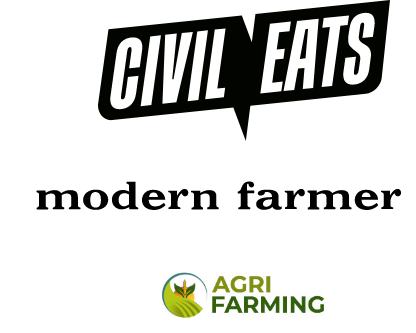 CIVIL EATS
modern farmer
AGRI
FARMING